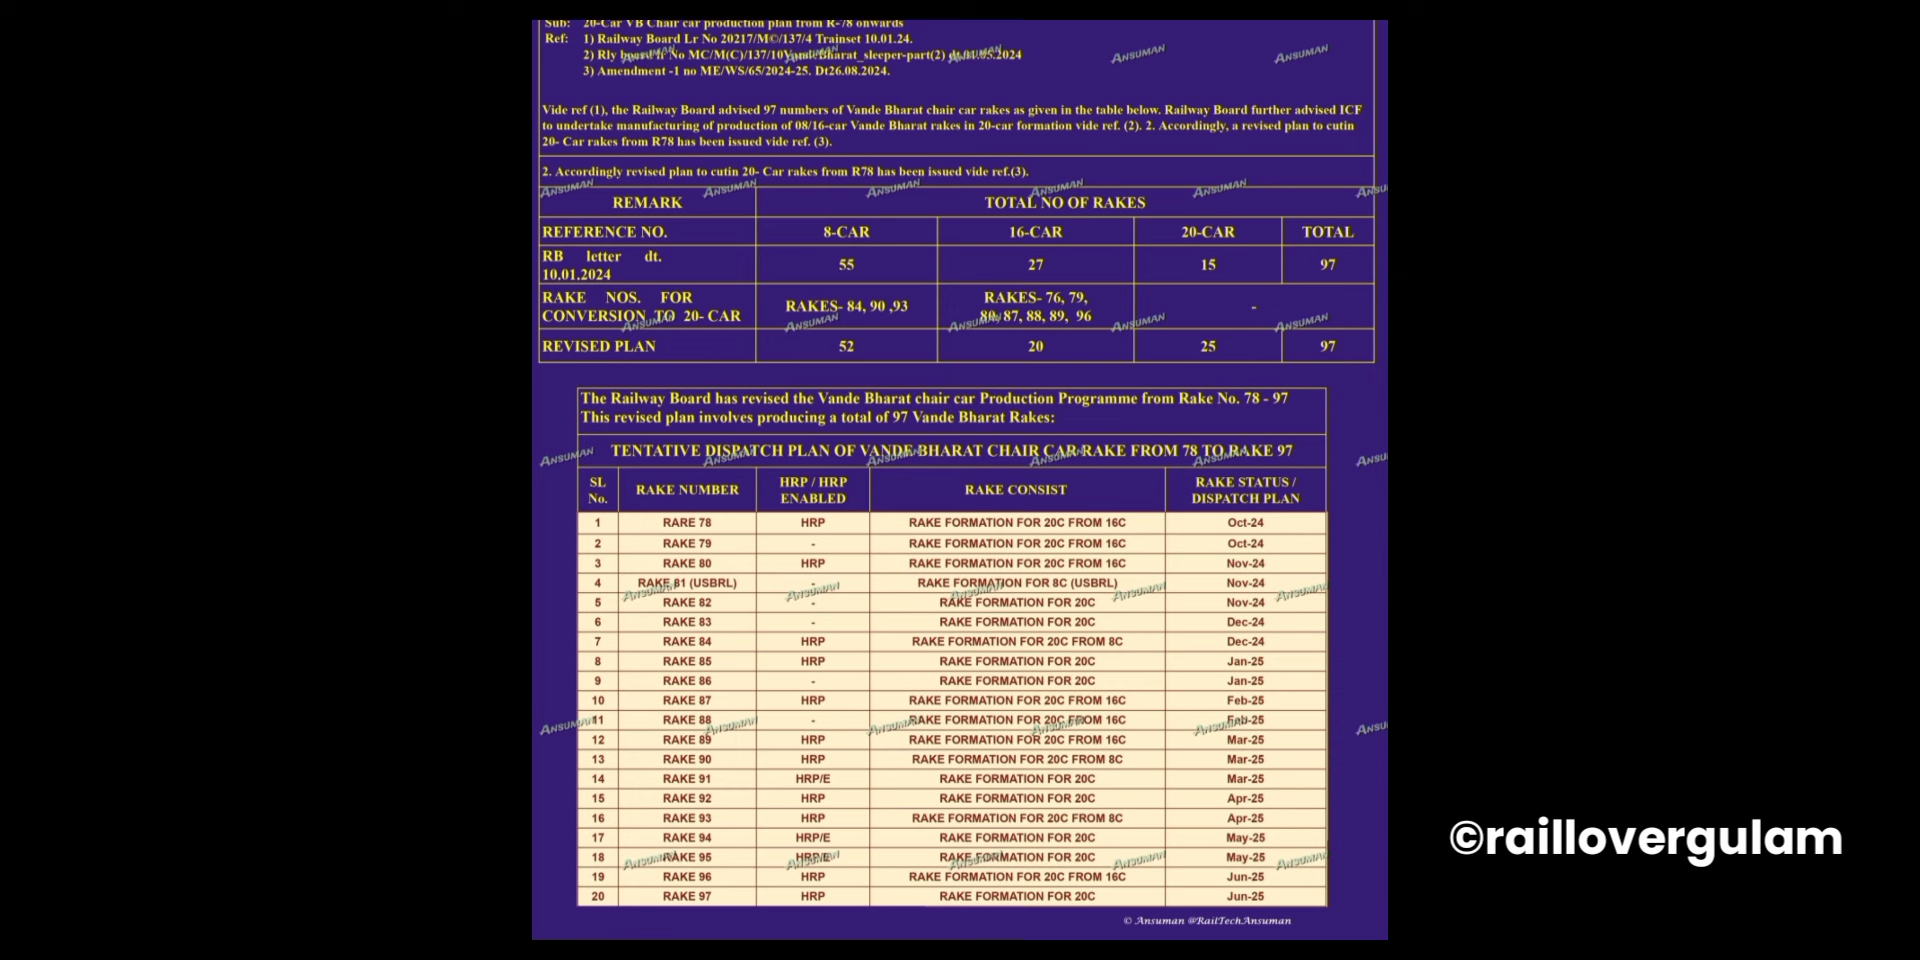 Sub: 20-Car VB Chair car production plan from R-78 onwards
Ref: 1) Railway Board Lr No 20217/M©/137/4 Trainset 10.01.24.
2) Rly board lr No MC/M(C)/137/10Vande Bharat_sleeper-part(2) dt.01.05.2024
3) Amendment -1 no ME/WS/65/2024-25. Dt26.08.2024.
Vide ref (1), the Railway Board advised 97 numbers of Vande Bharat chair car rakes as given in the table below. Railway Board further advised ICF
to undertake manufacturing of production of 08/16-car Vande Bharat rakes in 20-car formation vide ref. (2). 2. Accordingly, a revised plan to cutin
20- Car rakes from R78 has been issued vide ref. (3).
2. Accordingly revised plan to cutin 20- Car rakes from R78 has been issued vide ref.(3).
REMARK TOTAL NO OF RAKES
REFERENCE NO. 8-CAR 16-CAR 20-CAR TOTAL
RB letter dt.
10.01.2024 55 27 15 97
RAKE NOS. FOR
CONVERSION TO 20- CAR RAKES- 84, 90 ,93 RAKES- 76, 79,
80, 87, 88, 89, 96 -
REVISED PLAN 52 20 25 97
The Railway Board has revised the Vande Bharat chair car Production Programme from Rake No. 78 - 97
This revised plan involves producing a total of 97 Vande Bharat Rakes:
TENTATIVE DISPATCH PLAN OF VANDE BHARAT CHAIR CAR RAKE FROM 78 TO RAKE 97
SL No. RAKE NUMBER HRP / HRP ENABLED RAKE CONSIST RAKE STATUS / DISPATCH PLAN
1 RARE 78 HRP RAKE FORMATION FOR 20C FROM 16C Oct-24
2 RAKE 79 - RAKE FORMATION FOR 20C FROM 16C Oct-24
3 RAKE 80 HRP RAKE FORMATION FOR 20C FROM 16C Nov-24
4 RAKE 81 (USBRL) - RAKE FORMATION FOR 8C (USBRL) Nov-24
5 RAKE 82 - RAKE FORMATION FOR 20C Nov-24
6 RAKE 83 - RAKE FORMATION FOR 20C Dec-24
7 RAKE 84 HRP RAKE FORMATION FOR 20C FROM 8C Dec-24
8 RAKE 85 HRP RAKE FORMATION FOR 20C Jan-25
9 RAKE 86 - RAKE FORMATION FOR 20C Jan-25
10 RAKE 87 HRP RAKE FORMATION FOR 20C FROM 16C Feb-25
11 RAKE 88 - RAKE FORMATION FOR 20C FROM 16C Feb-25
12 RAKE 89 HRP RAKE FORMATION FOR 20C FROM 16C Mar-25
13 RAKE 90 HRP RAKE FORMATION FOR 20C FROM 8C Mar-25
14 RAKE 91 HRP/E RAKE FORMATION FOR 20C Mar-25
15 RAKE 92 HRP RAKE FORMATION FOR 20C Apr-25
16 RAKE 93 HRP RAKE FORMATION FOR 20C FROM 8C Apr-25
17 RAKE 94 HRP/E RAKE FORMATION FOR 20C May-25
18 RAKE 95 HRP/E RAKE FORMATION FOR 20C May-25
19 RAKE 96 HRP RAKE FORMATION FOR 20C FROM 16C Jun-25
20 RAKE 97 HRP RAKE FORMATION FOR 20C Jun-25
© Ansuman @RailTechAnsuman
©raillovergulam